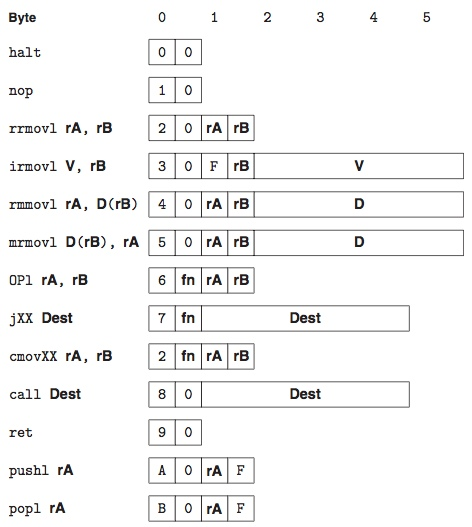 Byte 0 1 2 3 4 5
halt 0 0
nop 1 0
rrmovl rA, rB 2 0 rA rB
irmovl V, rB 3 0 F rB V
rmmovl rA, D(rB) 4 0 rA rB D
mrmovl D(rB), rA 5 0 rA rB D
OPl rA, rB 6 fn rA rB
jXX Dest 7 fn Dest
cmovXX rA, rB 2 fn rA rB
call Dest 8 0 Dest
ret 9 0
pushl rA A 0 rA F
popl rA B 0 rA F